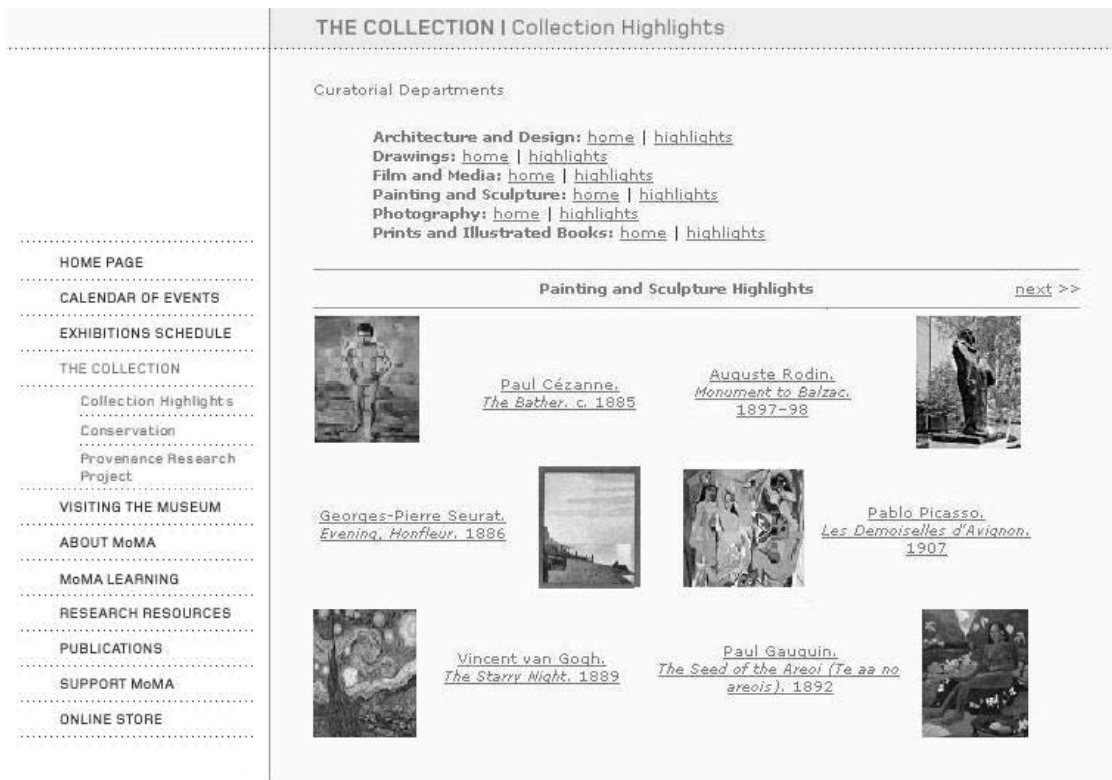 THE COLLECTION | Collection Highlights
Curatorial Departments
Architecture and Design: home | highlights
Drawings: home | highlights
Film and Media: home | highlights
Painting and Sculpture: home | highlights
Photography: home | highlights
Prints and Illustrated Books: home | highlights
HOME PAGE
CALENDAR OF EVENTS
EXHIBITIONS SCHEDULE
THE COLLECTION
Collection Highlights
Conservation
Provenance Research
Project
VISITING THE MUSEUM
ABOUT MoMA
MoMA LEARNING
RESEARCH RESOURCES
PUBLICATIONS
SUPPORT MoMA
ONLINE STORE
Painting and Sculpture Highlights
next >>
Paul Cézanne.
The Bather. c. 1885
Auguste Rodin.
Monument to Balzac.
1897-98
Georges-Pierre Seurat.
Evening, Honfleur. 1886
Pablo Picasso.
Les Demoiselles d'Avignon.
1907
Vincent van Gogh.
The Starry Night. 1889
Paul Gauguin.
The Seed of the Areoi (Te aa no
areois). 1892